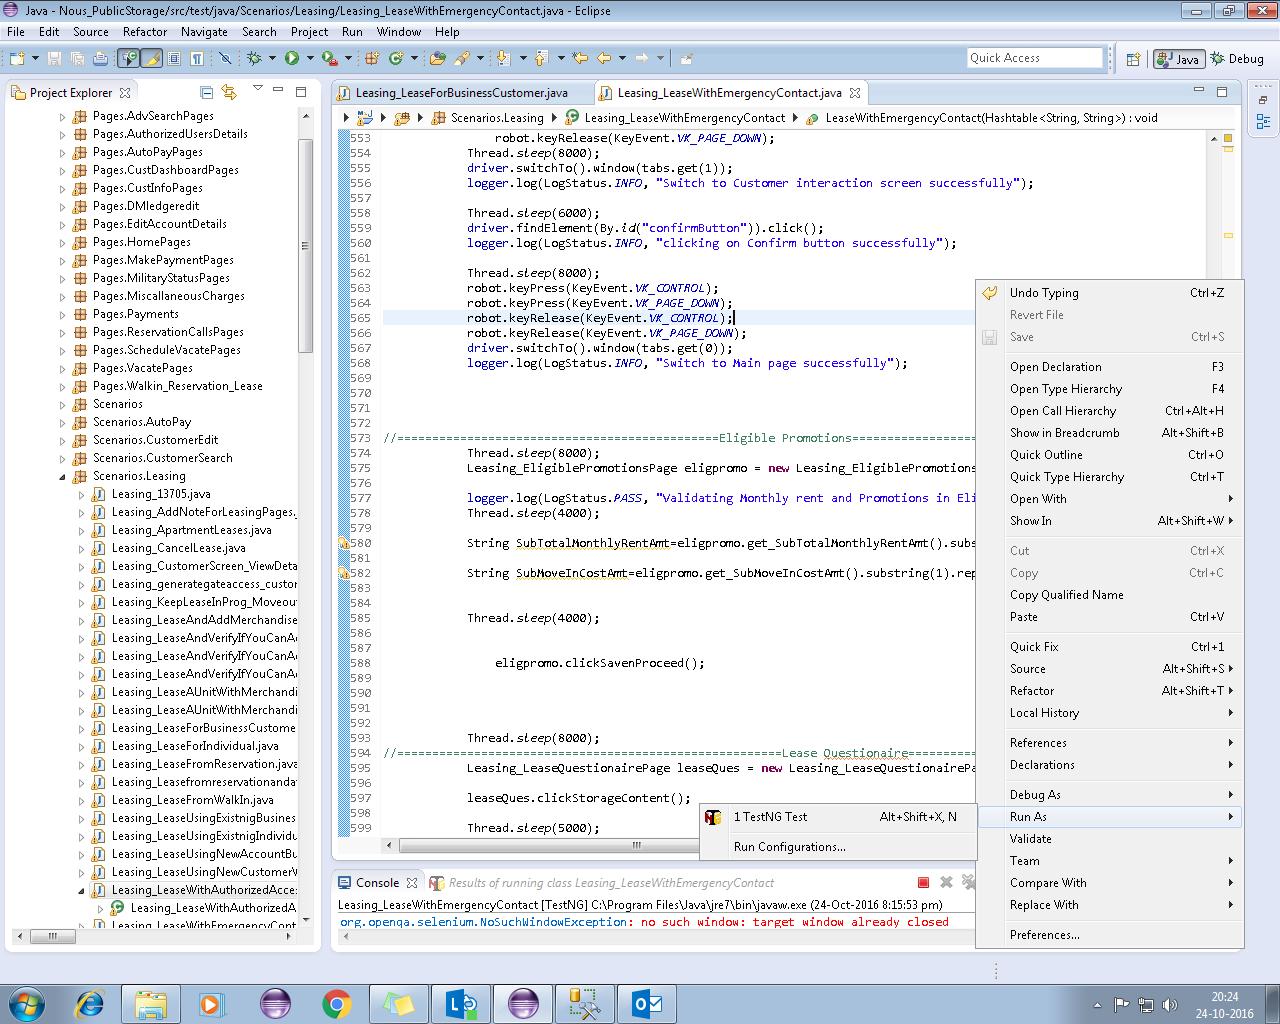 Java - Nous_PublicStorage/src/test/java/Scenarios/Leasing/Leasing_LeaseWithEmergencyContact.java - Eclipse
File Edit Source Refactor Navigate Search Project Run Window Help
Quick Access
Java
Debug
Project Explorer
Pages.AdvSearchPages
Pages.AuthorizedUsersDetails
Pages.AutoPayPages
Pages.CustDashboardPages
Pages.CustInfoPages
Pages.DMledgeredit
Pages.EditAccountDetails
Pages.HomePages
Pages.MakePaymentPages
Pages.MilitaryStatusPages
Pages.MiscallaneousCharges
Pages.Payments
Pages.ReservationCallsPages
Pages.ScheduleVacatePages
Pages.VacatePages
Pages.Walkin_Reservation_Lease
Scenarios
Scenarios.AutoPay
Scenarios.CustomerEdit
Scenarios.CustomerSearch
Scenarios.Leasing
Leasing_13705.java
Leasing_AddNoteForLeasingPages.
Leasing_ApartmentLeases.java
Leasing_CancelLease.java
Leasing_CustomerScreen_ViewDeta
Leasing_generategateaccess_custor
Leasing_KeepLeaseInProg_Moveou
Leasing_LeaseAndAddMerchandise
Leasing_LeaseAndVerifyIfYouCanAc
Leasing_LeaseAndVerifyIfYouCanAc
Leasing_LeaseAndVerifyIfYouCanAc
Leasing_LeaseAUnitWithMerchandi
Leasing_LeaseAUnitWithMerchandi
Leasing_LeaseForBusinessCustome
Leasing_LeaseForIndividual.java
Leasing_LeaseFromReservation.java
Leasing_Leasefromreservationandat
Leasing_LeaseFromWalkIn.java
Leasing_LeaseUsingExistnigBusines
Leasing_LeaseUsingExistnigIndividu
Leasing_LeaseUsingNewAccountBu
Leasing_LeaseUsingNewCustomerV
Leasing_LeaseWithAuthorizedAcce
Leasing_LeaseWithAuthorizedA
Leasing_LeaseWithEmergencyCont
Leasing_LeaseForBusinessCustomer.java
Leasing_LeaseWithEmergencyContact.java
Scenarios.Leasing
Leasing_LeaseWithEmergencyContact
LeaseWithEmergencyContact(Hashtable<String, String>) : void
553 robot.keyRelease(KeyEvent.VK_PAGE_DOWN);
554 Thread.sleep(8000);
555 driver.switchTo().window(tabs.get(1));
556 logger.log(LogStatus.INFO, "Switch to Customer interaction screen successfully");
557
558 Thread.sleep(6000);
559 driver.findElement(By.id("confirmButton")).click();
560 logger.log(LogStatus.INFO, "clicking on Confirm button successfully");
561
562 Thread.sleep(8000);
563 robot.keyPress(KeyEvent.VK_CONTROL);
564 robot.keyPress(KeyEvent.VK_PAGE_DOWN);
565 robot.keyRelease(KeyEvent.VK_CONTROL);
566 robot.keyRelease(KeyEvent.VK_PAGE_DOWN);
567 driver.switchTo().window(tabs.get(0));
568 logger.log(LogStatus.INFO, "Switch to Main page successfully");
569
570
571
572
573 //==============================================Eligible Promotions==================
574 Thread.sleep(8000);
575 Leasing_EligiblePromotionsPage eligpromo = new Leasing_EligiblePromotions
576
577 logger.log(LogStatus.PASS, "Validating Monthly rent and Promotions in Eli
578 Thread.sleep(4000);
579
580 String SubTotalMonthlyRentAmt=eligpromo.get_SubTotalMonthlyRentAmt().subs
581
582 String SubMoveInCostAmt=eligpromo.get_SubMoveInCostAmt().substring(1).rep
583
584
585 Thread.sleep(4000);
586
587
588 eligpromo.clickSavenProceed();
589
590
591
592
593 Thread.sleep(8000);
594 //=======================================================Lease Questionaire==========
595 Leasing_LeaseQuestionairePage leaseQues = new Leasing_LeaseQuestionairePa
596
597 leaseQues.clickStorageContent();
598
599 Thread.sleep(5000);
Undo Typing Ctrl+Z
Revert File
Save Ctrl+S
Open Declaration F3
Open Type Hierarchy F4
Open Call Hierarchy Ctrl+Alt+H
Show in Breadcrumb Alt+Shift+B
Quick Outline Ctrl+O
Quick Type Hierarchy Ctrl+T
Open With
Show In Alt+Shift+W
Cut Ctrl+X
Copy Ctrl+C
Copy Qualified Name
Paste Ctrl+V
Quick Fix Ctrl+1
Source Alt+Shift+S
Refactor Alt+Shift+T
Local History
References
Declarations
Debug As
Run As
Validate
Team
Compare With
Replace With
Preferences...
1 TestNG Test Alt+Shift+X, N
Run Configurations...
Console
Results of running class Leasing_LeaseWithEmergencyContact
Leasing_LeaseWithEmergencyContact [TestNG] C:\Program Files\Java\jre7\bin\javaw.exe (24-Oct-2016 8:15:53 pm)
org.openqa.selenium.NoSuchWindowException: no such window: target window already closed
20:24
24-10-2016